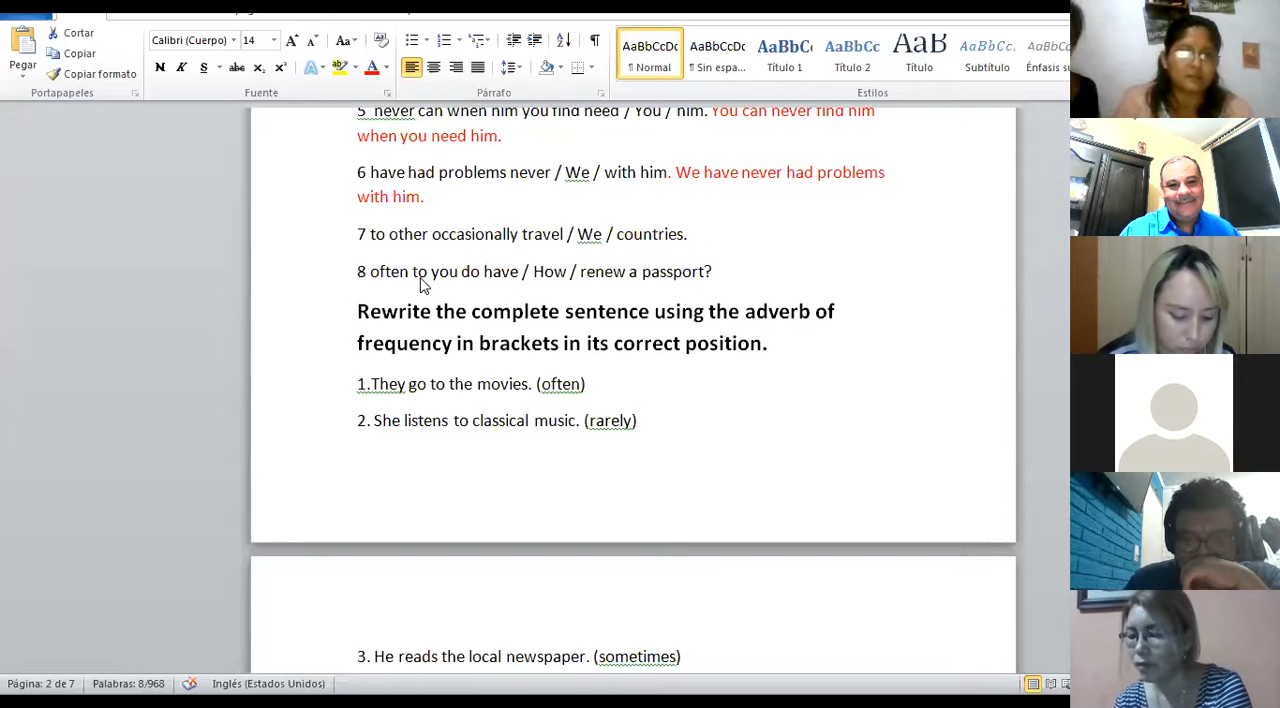 Cortar
Copiar
Copiar formato
Pegar
Portapapeles
Calibri (Cuerpo) 14
Fuente
Párrafo
AaBbCcDc AaBbCcDc AaBbC AaBbCc AaB AaBbCc. AaBbCc
¶ Normal ¶ Sin espa... Título 1 Título 2 Título Subtítulo Énfasis s
Estilos
5 never can when him you find need / You / him. You can never find him
when you need him.
6 have had problems never / We / with him. We have never had problems
with him.
7 to other occasionally travel / We / countries.
8 often to you do have / How / renew a passport?
Rewrite the complete sentence using the adverb of
frequency in brackets in its correct position.
1.They go to the movies. (often)
2. She listens to classical music. (rarely)
3. He reads the local newspaper. (sometimes)
Página: 2 de 7 Palabras: 8/968 Inglés (Estados Unidos)